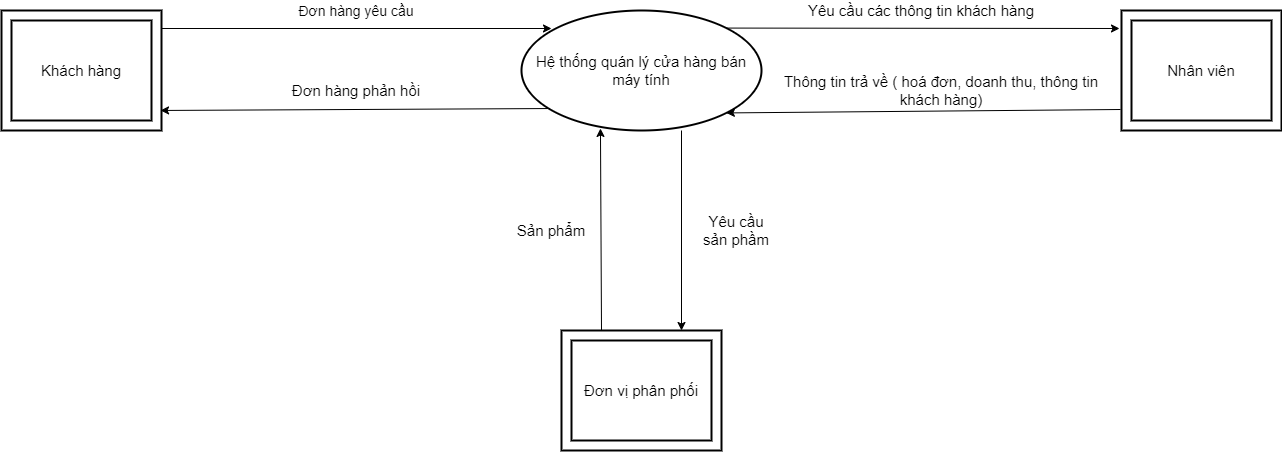 Đơn hàng yêu cầu
Yêu cầu các thông tin khách hàng
Khách hàng
Hệ thống quán lý cửa hàng bán
máy tính
Nhân viên
Đơn hàng phản hồi
Thông tin trả về ( hoá đơn, doanh thu, thông tin
khách hàng)
Sản phẩm
Yêu cầu
sản phầm
Đơn vị phân phối